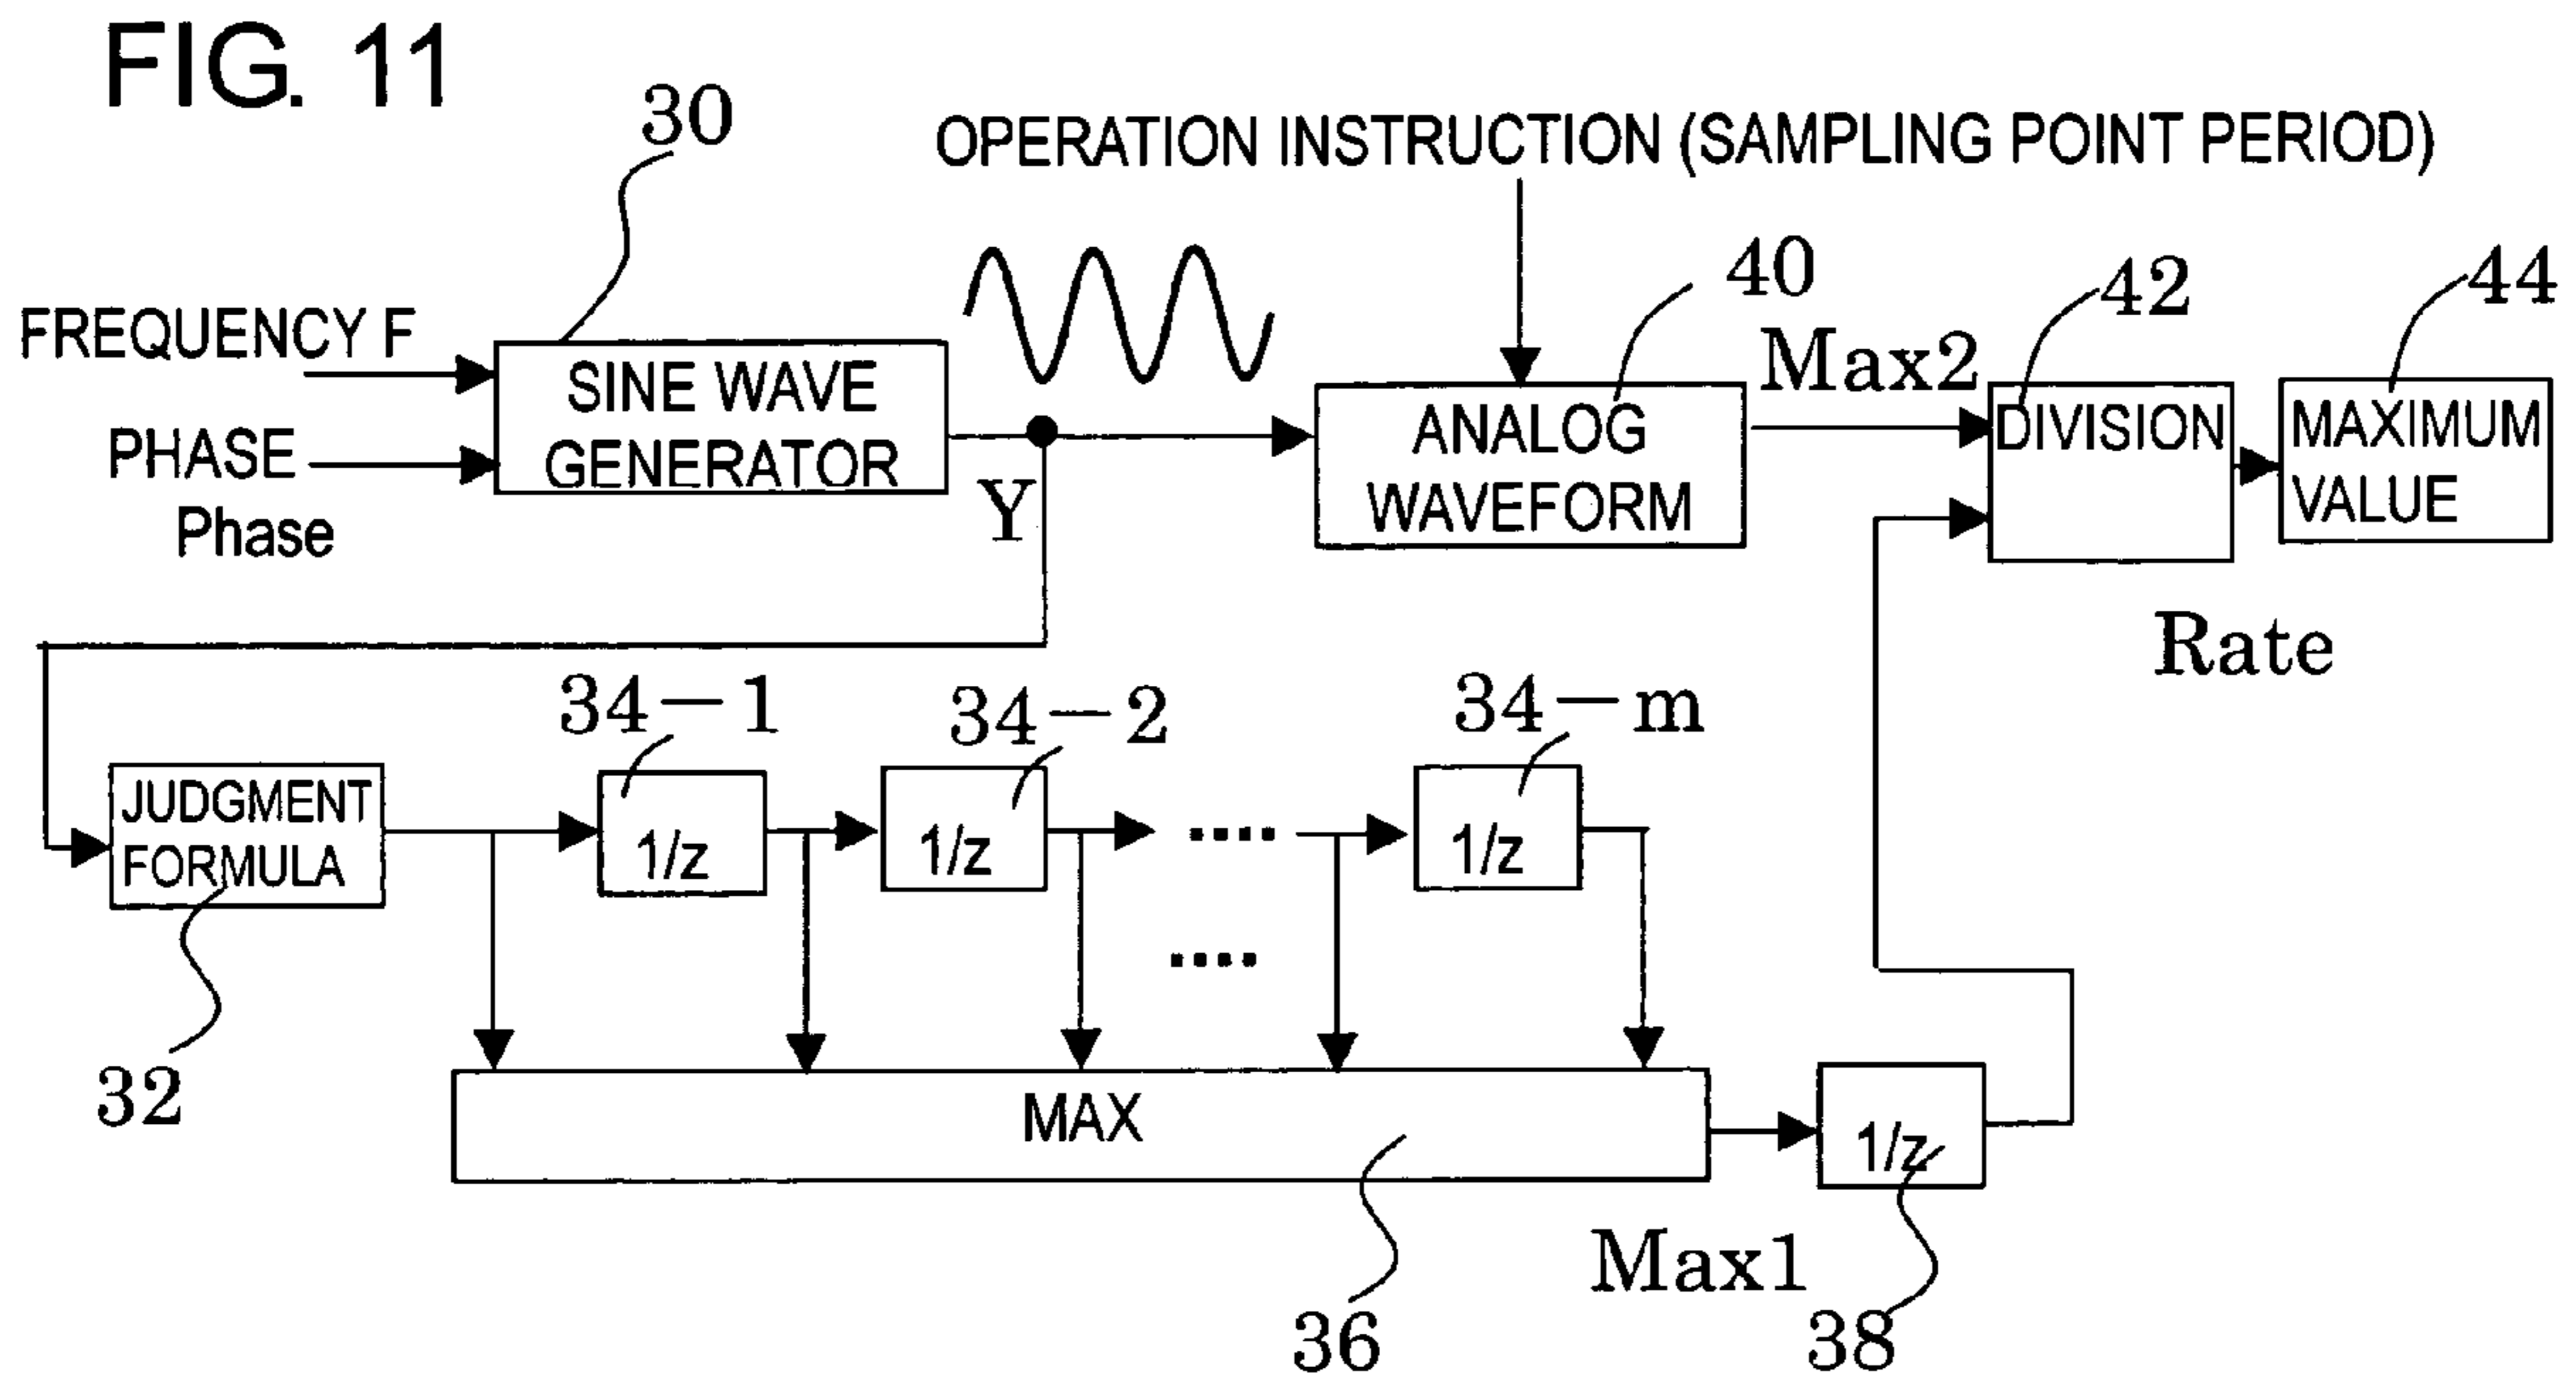 FIG. 11
30
OPERATION INSTRUCTION (SAMPLING POINT PERIOD)
FREQUENCY F
PHASE
Phase
SINE WAVE
GENERATOR
Y
40
ANALOG
WAVEFORM
Max2
42
DIVISION
44
MAXIMUM
VALUE
Rate
34-1
34-2
34-m
JUDGMENT
FORMULA
1/z
1/z
....
1/z
....
32
MAX
1/z
Max1
36
38